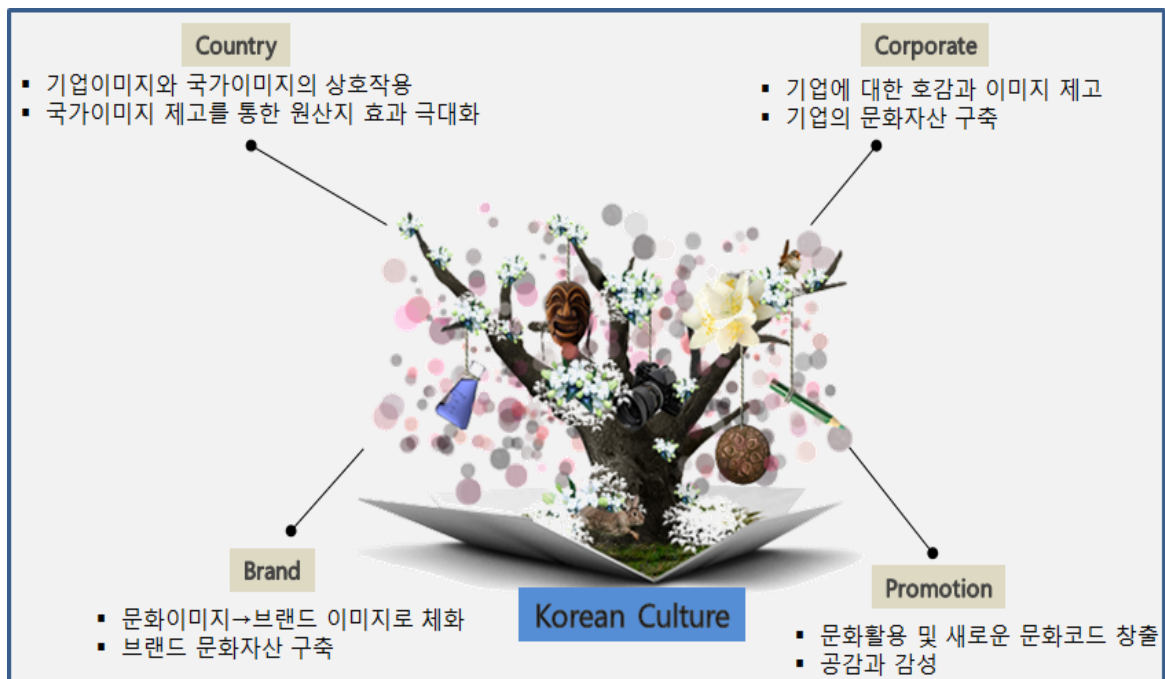 Country
▪ 기업이미지와 국가이미지의 상호작용
▪ 국가이미지 제고를 통한 원산지 효과 극대화
Corporate
▪ 기업에 대한 호감과 이미지 제고
▪ 기업의 문화자산 구축
Brand
▪ 문화이미지→브랜드 이미지로 체화
▪ 브랜드 문화자산 구축
Korean Culture
Promotion
▪ 문화활용 및 새로운 문화코드 창출
▪ 공감과 감성